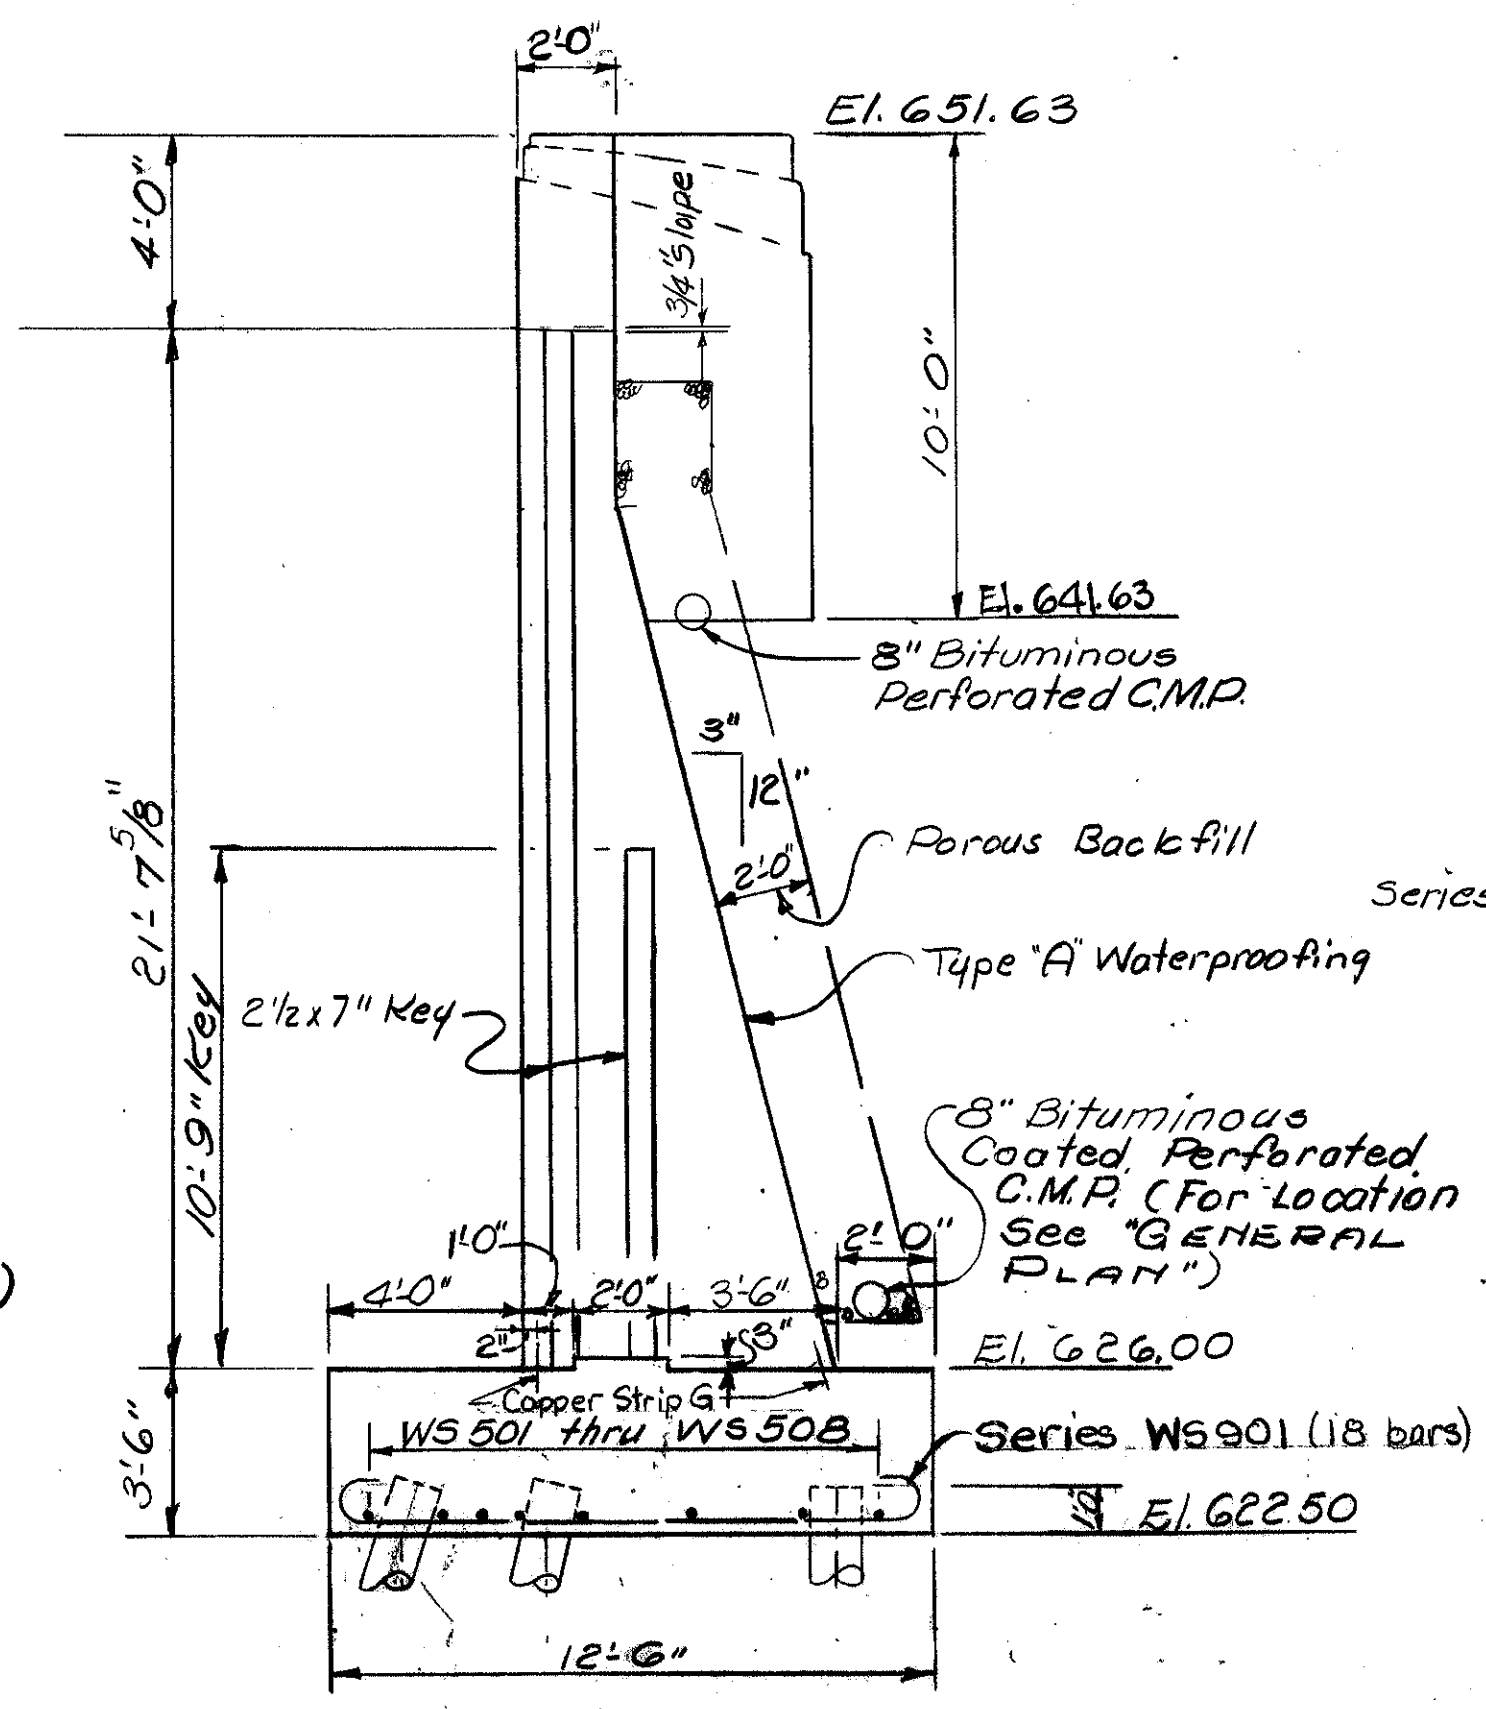 2'-0"
El. 651.63
4'-0"
3/4" Slope
10'-0"
El. 641.63
8" Bituminous
Perforated C.M.P.
3"
12"
21'-7 5/8"
Porous Backfill
2'-0"
Series
Type "A" Waterproofing
2 1/2 x 7" Key
10'-9" Key
8" Bituminous
Coated, Perforated
C.M.P. (For Location
See "GENERAL
PLAN")
1'-0"
2'-0"
4'-0"
2'-0"
3'-6"
2"
3"
El. 626.00
Copper Strip G
WS 501 thru WS 508
Series WS901 (18 bars)
3'-6"
1'-0"
El. 622.50
12'-6"